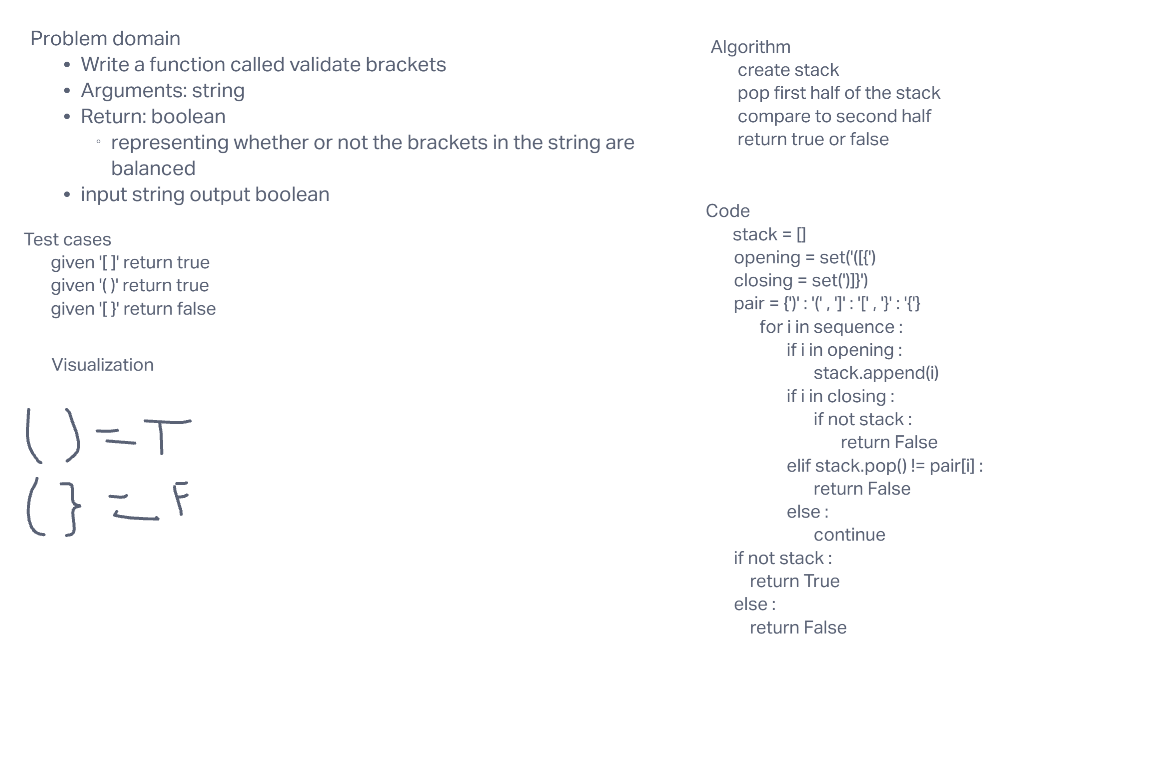 Problem domain
• Write a function called validate brackets
• Arguments: string
• Return: boolean
◦ representing whether or not the brackets in the string are
balanced
• input string output boolean
Test cases
given '[ ]' return true
given '( )' return true
given '[ }' return false
Visualization
( ) = T
( } = F
Algorithm
create stack
pop first half of the stack
compare to second half
return true or false
Code
stack = []
opening = set('([{')
closing = set(')]}')
pair = {')' : '(' , ']' : '[' , '}' : '{'}
for i in sequence :
if i in opening :
stack.append(i)
if i in closing :
if not stack :
return False
elif stack.pop() != pair[i] :
return False
else :
continue
if not stack :
return True
else :
return False